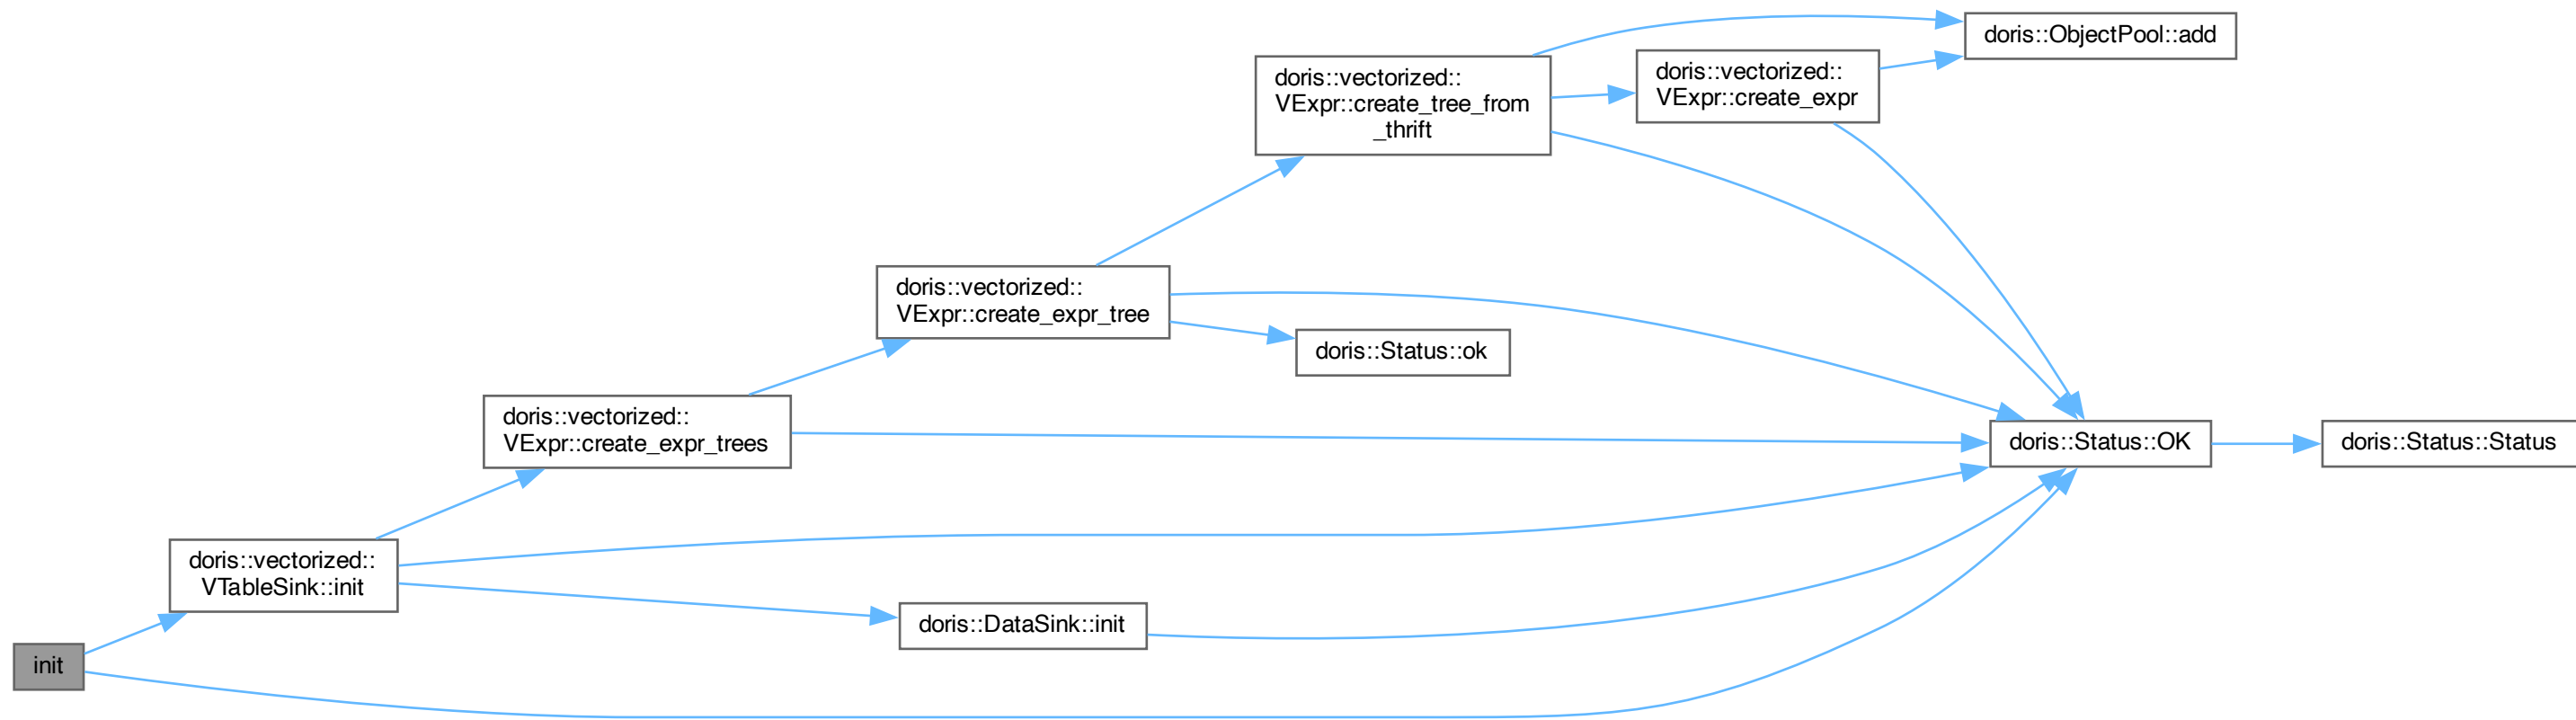 doris::ObjectPool::add
doris::vectorized::
VExpr::create_tree_from
_thrift
doris::vectorized::
VExpr::create_expr
doris::vectorized::
VExpr::create_expr_tree
doris::Status::ok
doris::vectorized::
VExpr::create_expr_trees
doris::Status::OK
doris::Status::Status
doris::vectorized::
VTableSink::init
doris::DataSink::init
init